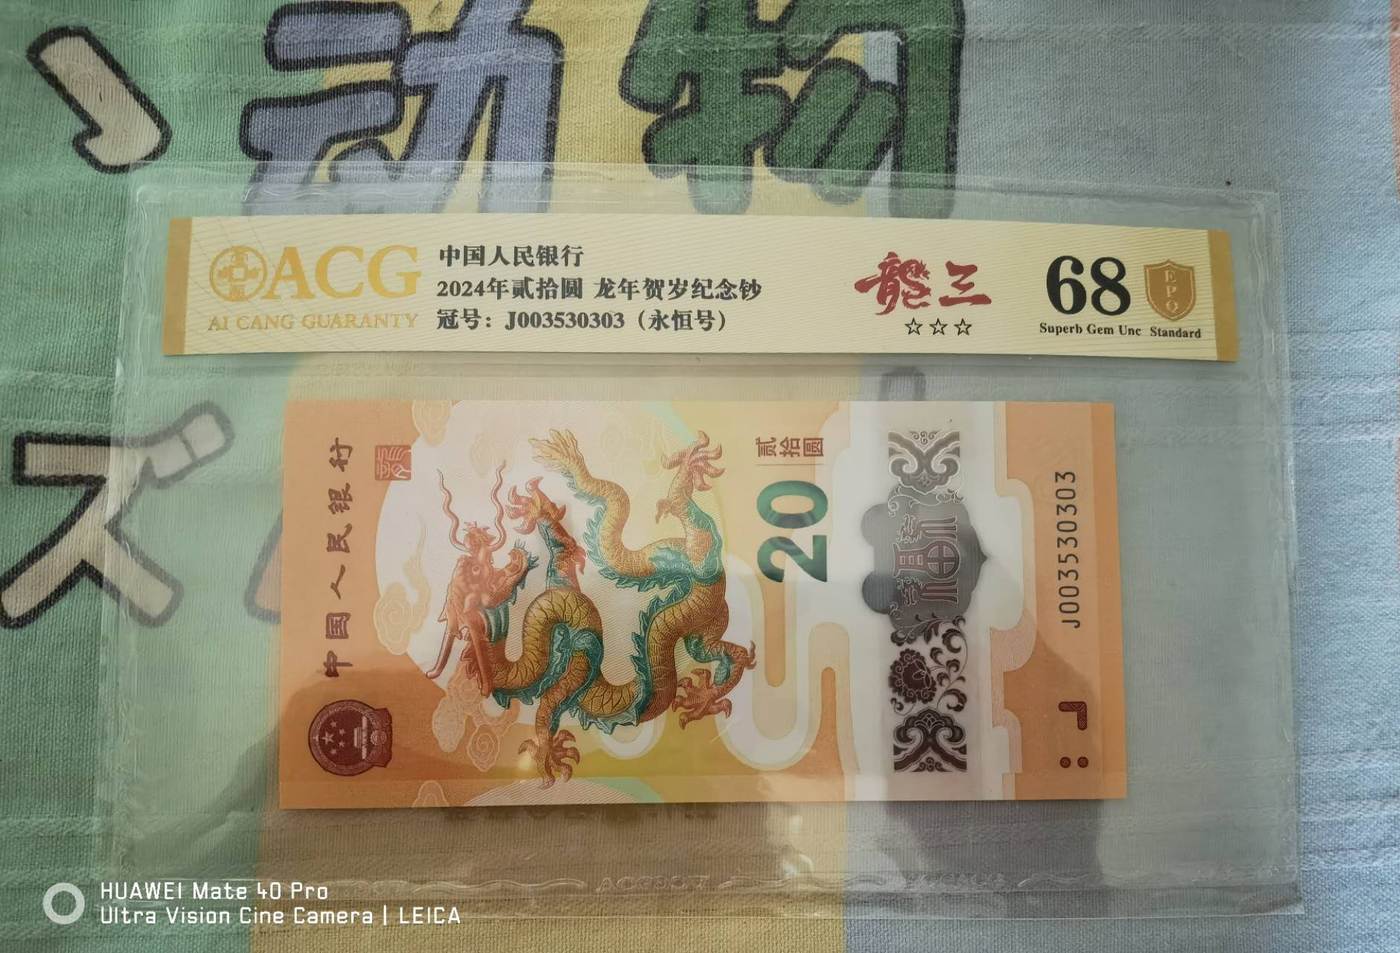 动物
ACG
AI CANG GUARANTY
中国人民银行
2024年贰拾圆 龙年贺岁纪念钞
冠号：J003530303（永恒号）
龍三
☆☆☆
68
Superb Gem Unc
EPQ
Standard
中国人民银行
贰拾圆
20
福
J003530303
HUAWEI Mate 40 Pro
Ultra Vision Cine Camera | LEICA